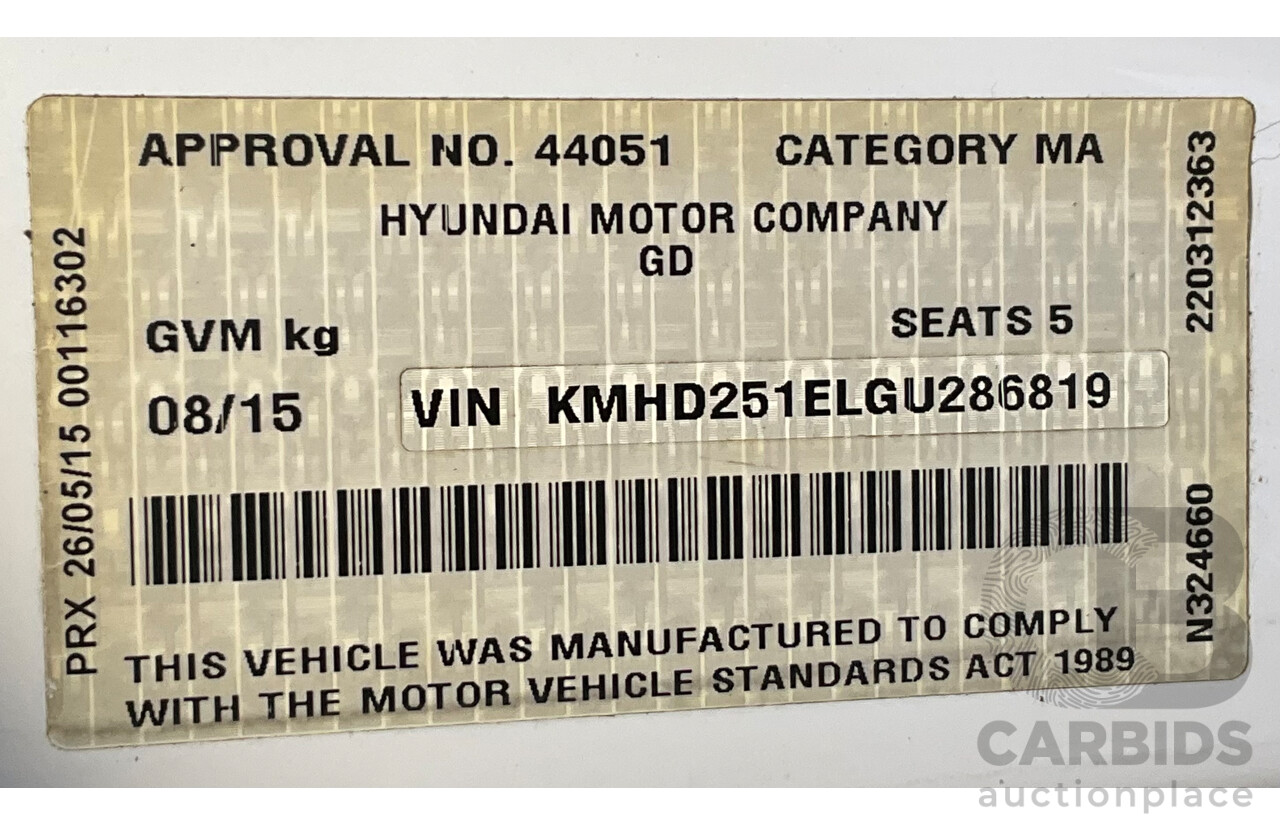 APPROVAL NO. 44051 CATEGORY MA
HYUNDAI MOTOR COMPANY
GD
GVM kg SEATS 5
08/15 VIN KMHD251ELGU286819
THIS VEHICLE WAS MANUFACTURED TO COMPLY
WITH THE MOTOR VEHICLE STANDARDS ACT 1989
PRX 26/05/15 00116302
220312363
N324660
CB
CARBIDS
auctionplace